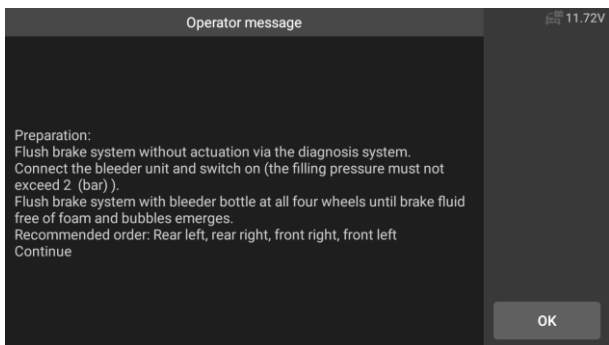 Operator message
11.72V
Preparation:
Flush brake system without actuation via the diagnosis system.
Connect the bleeder unit and switch on (the filling pressure must not
exceed 2  (bar) ).
Flush brake system with bleeder bottle at all four wheels until brake fluid
free of foam and bubbles emerges.
Recommended order: Rear left, rear right, front right, front left
Continue
OK